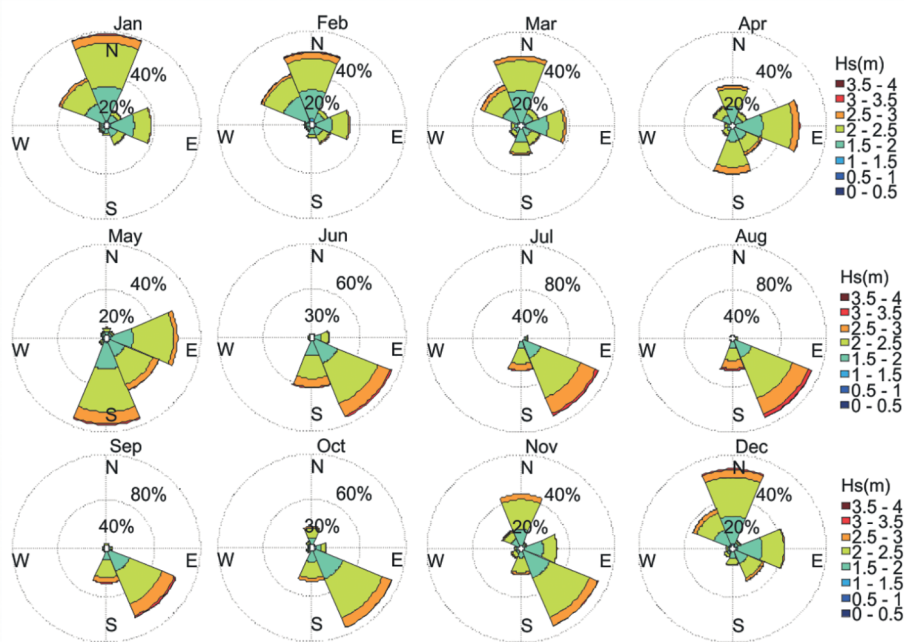 Jan Feb Mar Apr
N N N N
40% 40% 40% 40%
20% 20% 20% 20%
W E W E W E W E
S S S S
Hs(m)
3.5 - 4
3 - 3.5
2.5 - 3
2 - 2.5
1.5 - 2
1 - 1.5
0.5 - 1
0 - 0.5
May Jun Jul Aug
N N N N
40% 60% 80% 80%
20% 30% 40% 40%
W E W E W E W E
S S S S
Hs(m)
3.5 - 4
3 - 3.5
2.5 - 3
2 - 2.5
1.5 - 2
1 - 1.5
0.5 - 1
0 - 0.5
Sep Oct Nov Dec
N N N N
80% 60% 40% 40%
40% 30% 20% 20%
W E W E W E W E
S S S S
Hs(m)
3.5 - 4
3 - 3.5
2.5 - 3
2 - 2.5
1.5 - 2
1 - 1.5
0.5 - 1
0 - 0.5